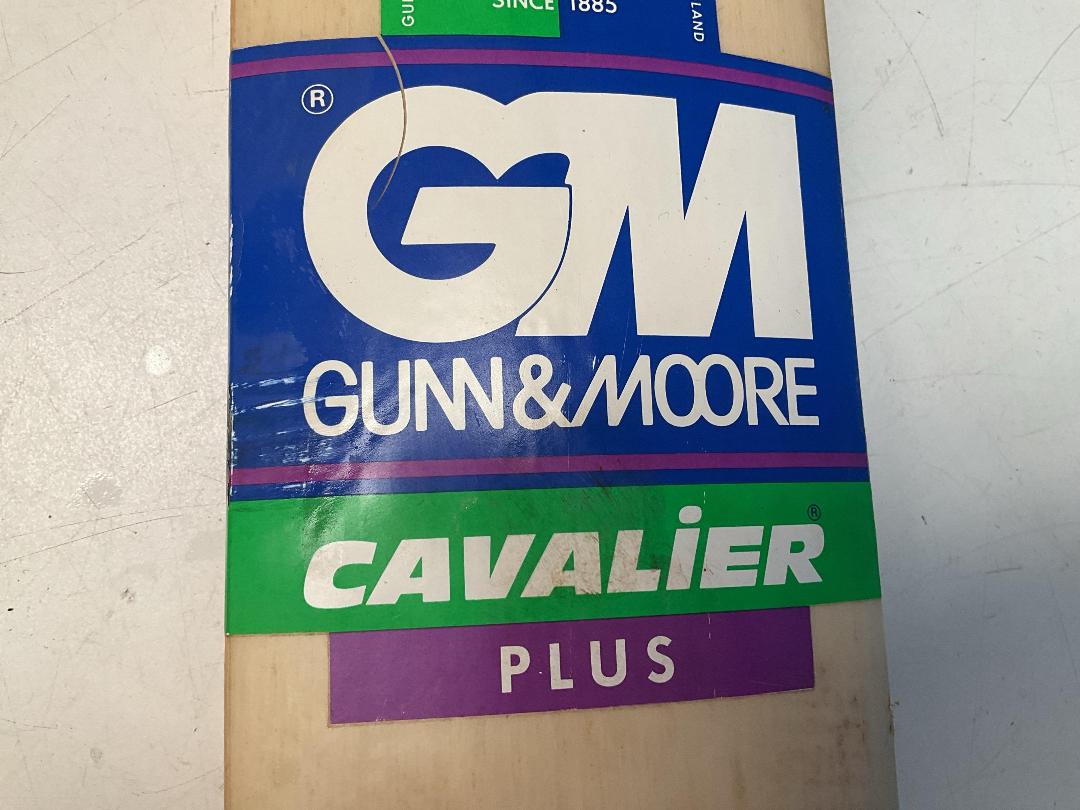 SINCE 1885
®
GM
GUNN&MOORE
CAVALiER®
PLUS